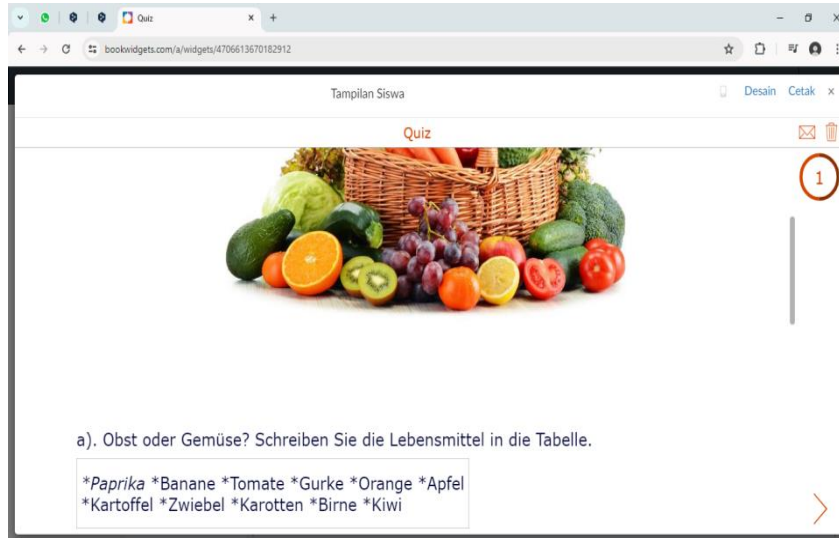 Quiz
bookwidgets.com/a/widgets/4706613670182912
Tampilan Siswa
Desain Cetak
Quiz
1
a). Obst oder Gemüse? Schreiben Sie die Lebensmittel in die Tabelle.
*Paprika *Banane *Tomate *Gurke *Orange *Apfel
*Kartoffel *Zwiebel *Karotten *Birne *Kiwi